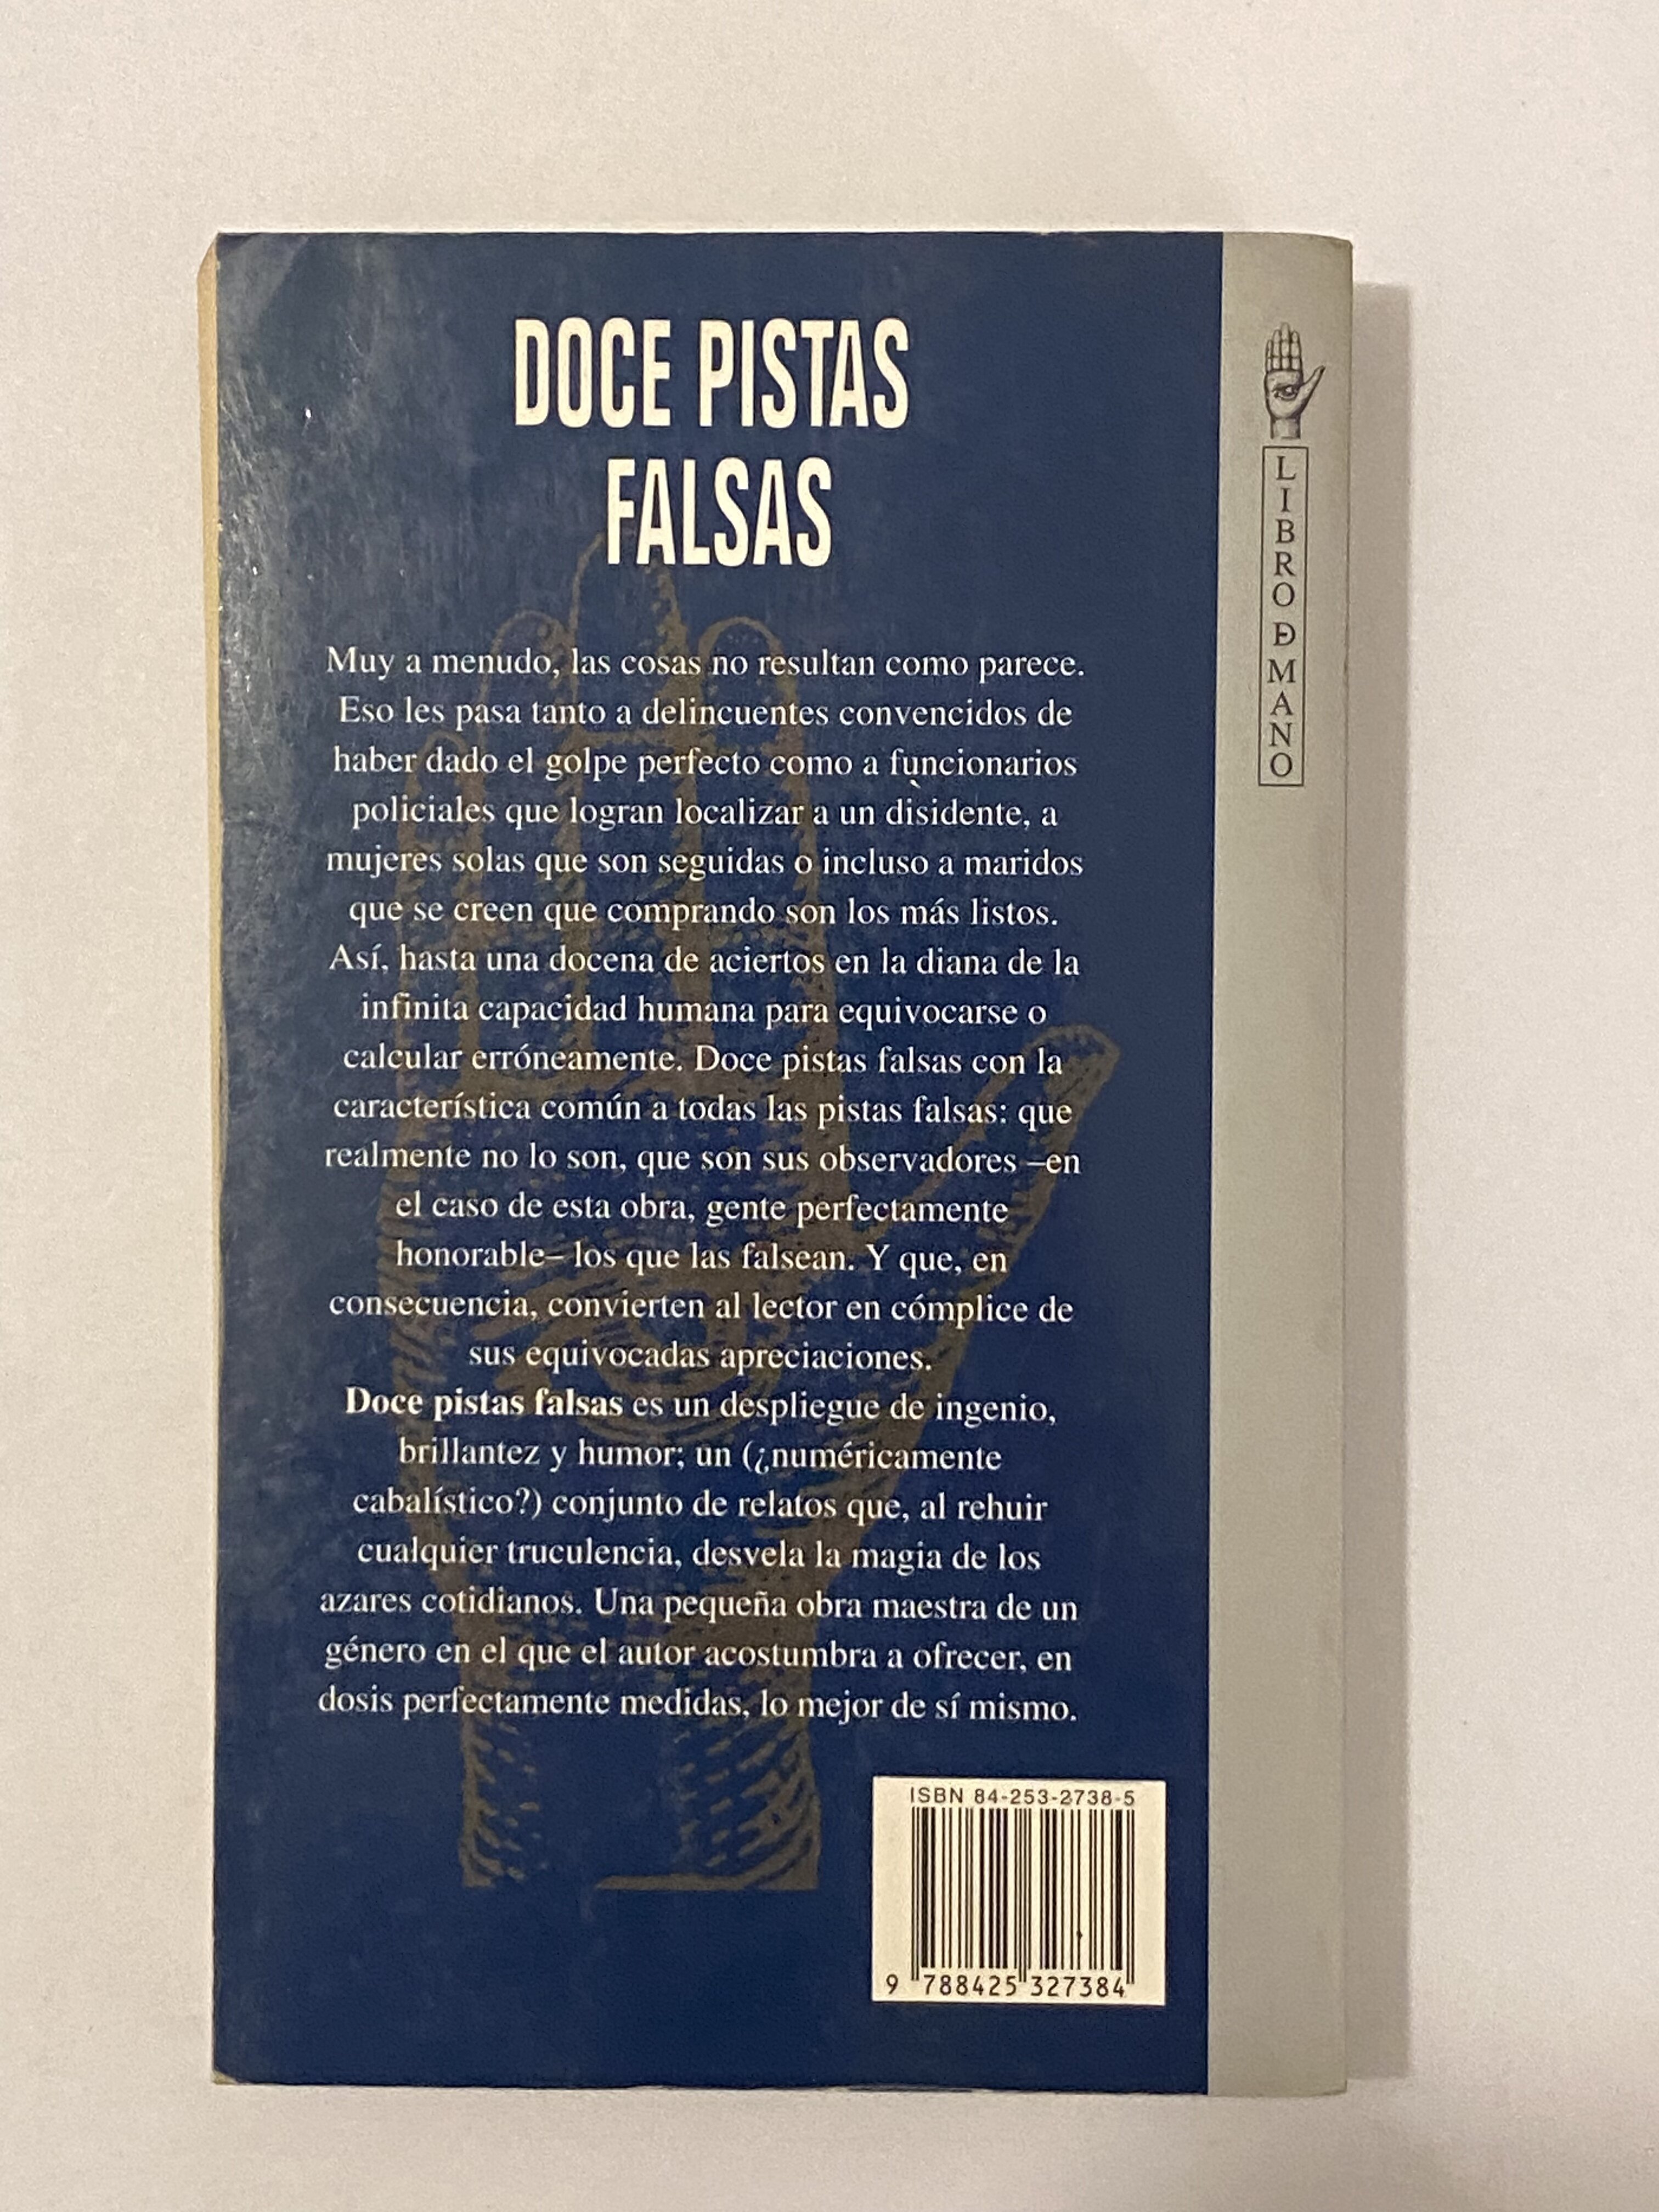 DOCE PISTAS
FALSAS
Muy a menudo, las cosas no resultan como parece.
Eso les pasa tanto a delincuentes convencidos de
haber dado el golpe perfecto como a funcionarios
policiales que logran localizar a un disidente, a
mujeres solas que son seguidas o incluso a maridos
que se creen que comprando son los más listos.
Así, hasta una docena de aciertos en la diana de la
infinita capacidad humana para equivocarse o
calcular erróneamente. Doce pistas falsas con la
característica común a todas las pistas falsas: que
realmente no lo son, que son sus observadores –en
el caso de esta obra, gente perfectamente
honorable– los que las falsean. Y que, en
consecuencia, convierten al lector en cómplice de
sus equivocadas apreciaciones.
Doce pistas falsas es un despliegue de ingenio,
brillantez y humor; un (¿numéricamente
cabalístico?) conjunto de relatos que, al rehuir
cualquier truculencia, desvela la magia de los
azares cotidianos. Una pequeña obra maestra de un
género en el que el autor acostumbra a ofrecer, en
dosis perfectamente medidas, lo mejor de sí mismo.
ISBN 84-253-2738-5
9 788425 327384
LIBRO DE MANO